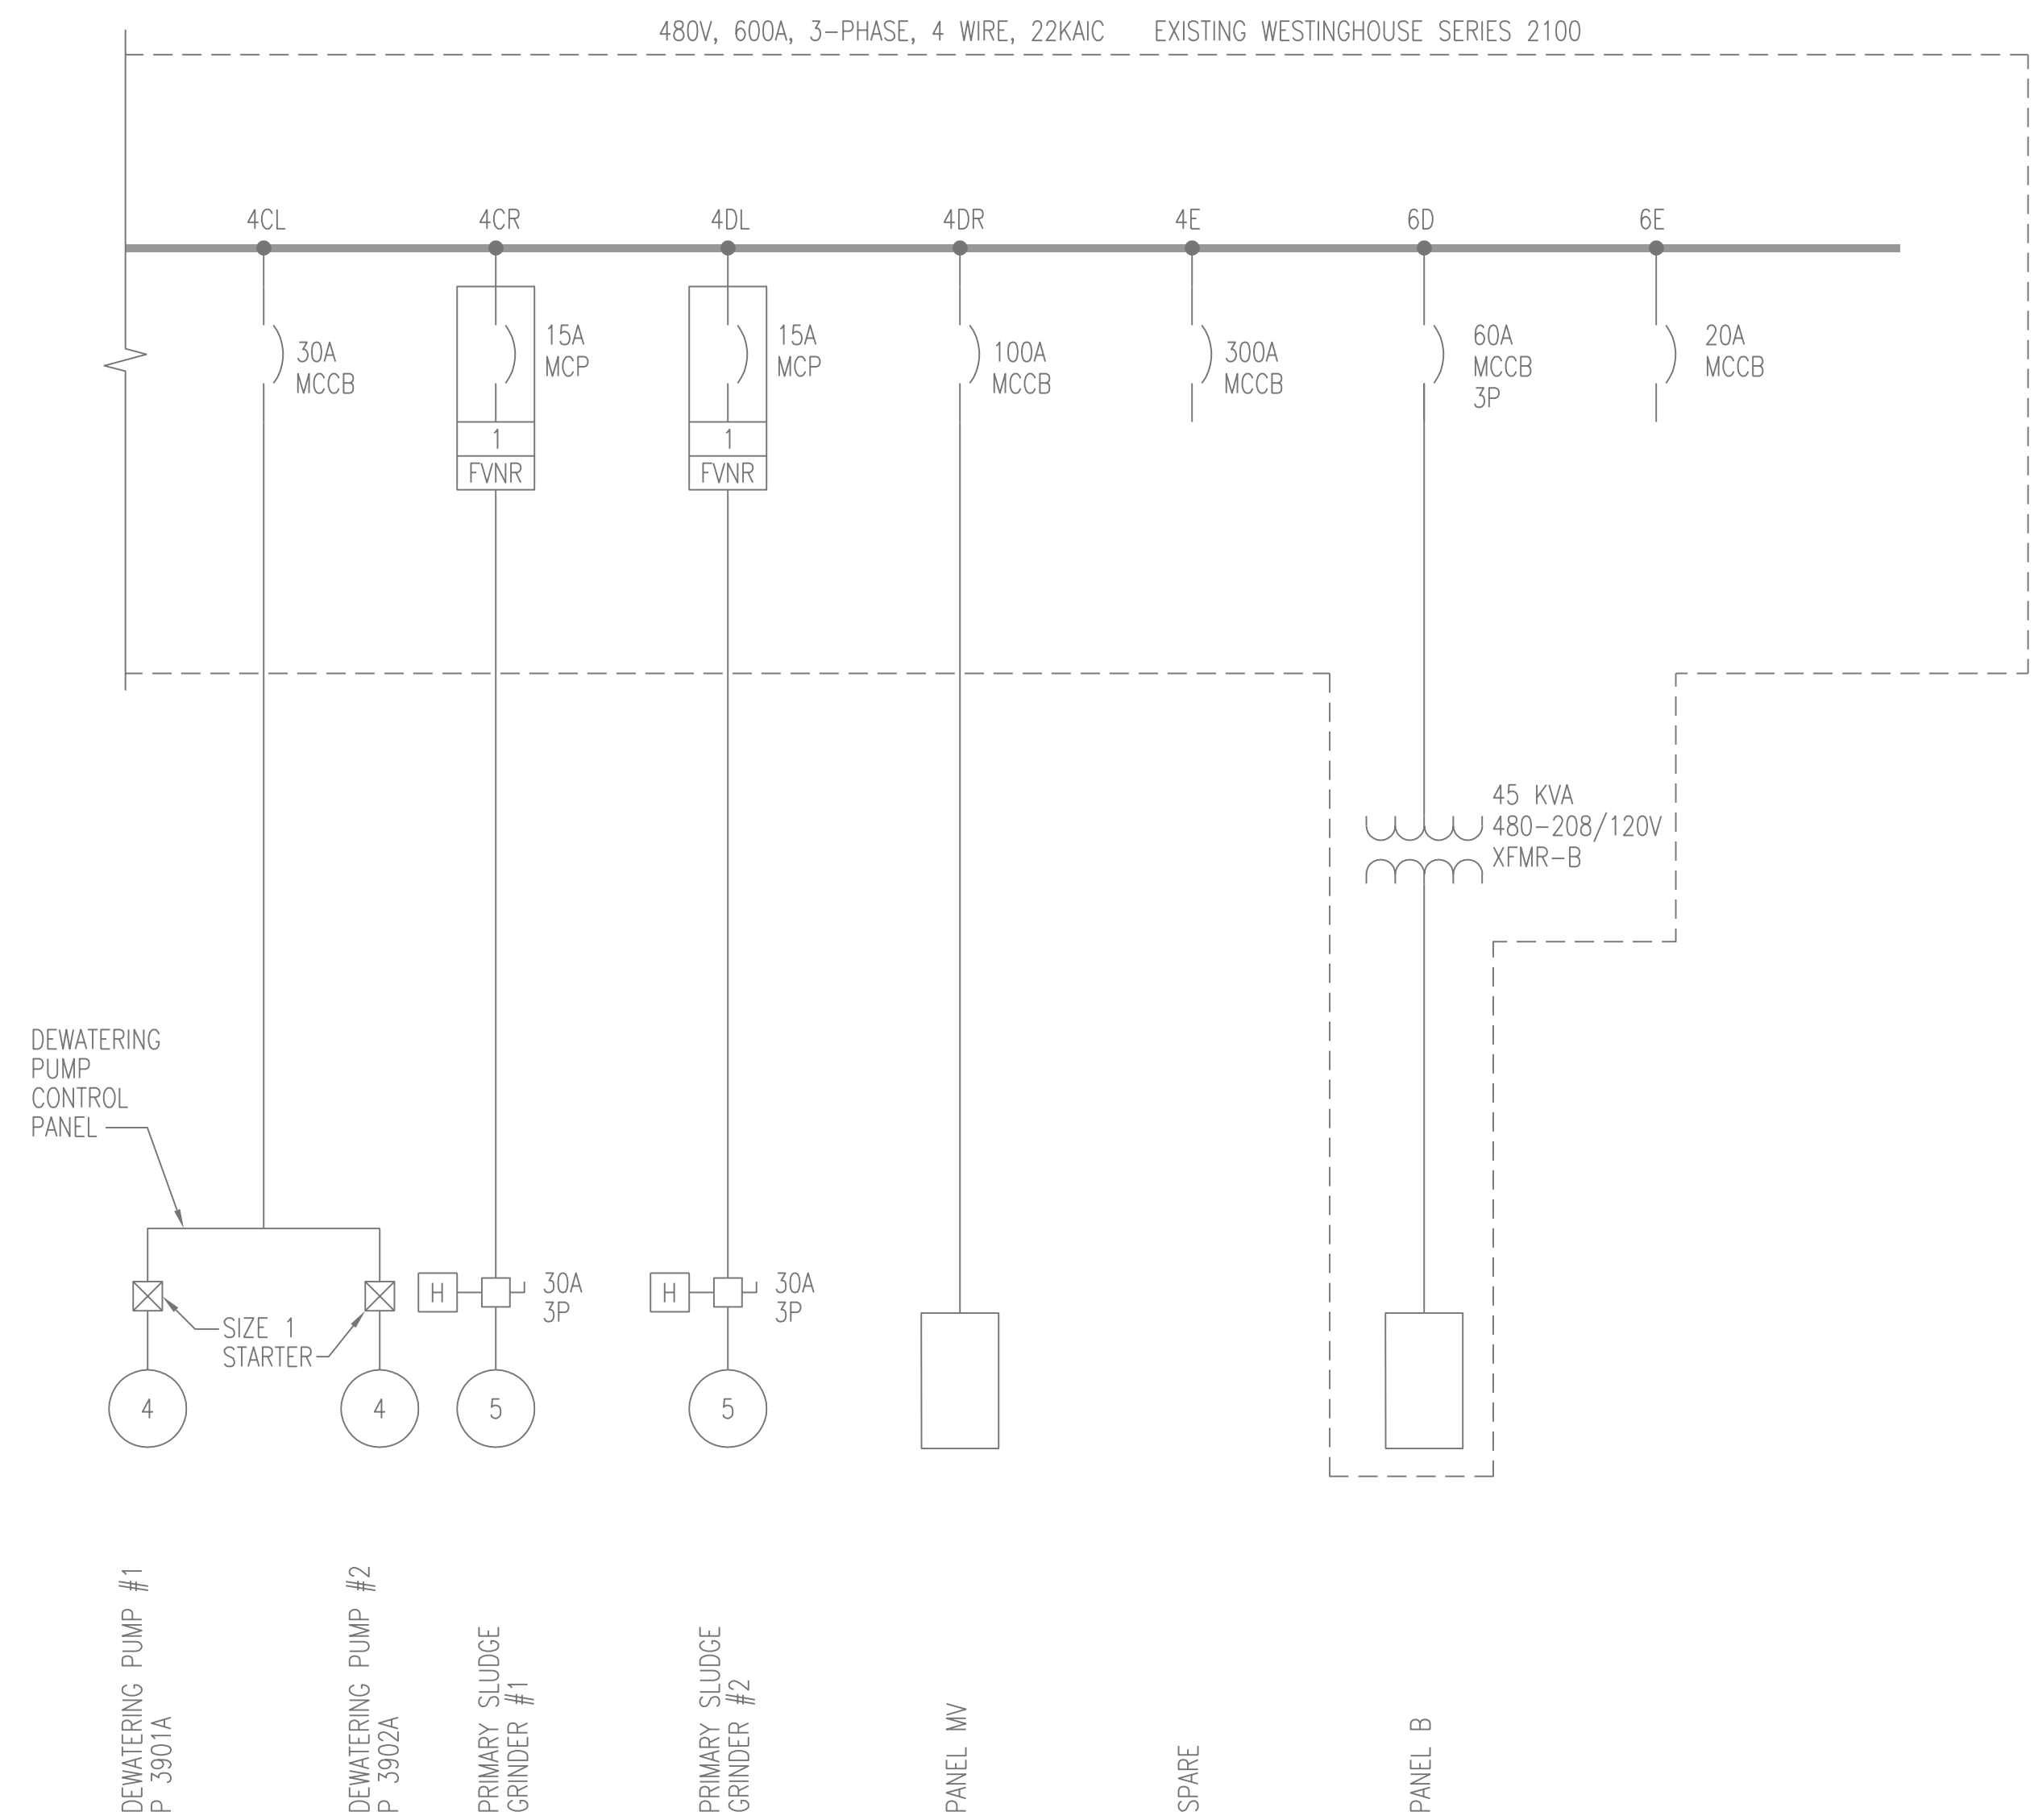 480V, 600A, 3-PHASE, 4 WIRE, 22KAIC EXISTING WESTINGHOUSE SERIES 2100
4CL
4CR
4DL
4DR
4E
6D
6E
30A
MCCB
15A
MCP
15A
MCP
100A
MCCB
300A
MCCB
60A
MCCB
3P
20A
MCCB
1
FVNR
1
FVNR
45 KVA
480-208/120V
XFMR-B
DEWATERING
PUMP
CONTROL
PANEL
H
30A
3P
H
30A
3P
SIZE 1
STARTER
4
4
5
5
DEWATERING PUMP #1
P 3901A
DEWATERING PUMP #2
P 3902A
PRIMARY SLUDGE
GRINDER #1
PRIMARY SLUDGE
GRINDER #2
PANEL MV
SPARE
PANEL B